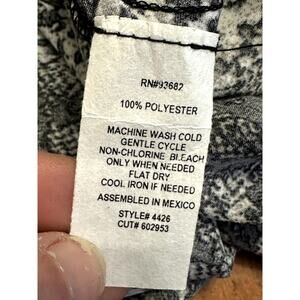 RN#93682
100% POLYESTER
MACHINE WASH COLD
GENTLE CYCLE
NON-CHLORINE BLEACH
ONLY WHEN NEEDED
FLAT DRY
COOL IRON IF NEEDED
ASSEMBLED IN MEXICO
STYLE# 4426
CUT# 602953